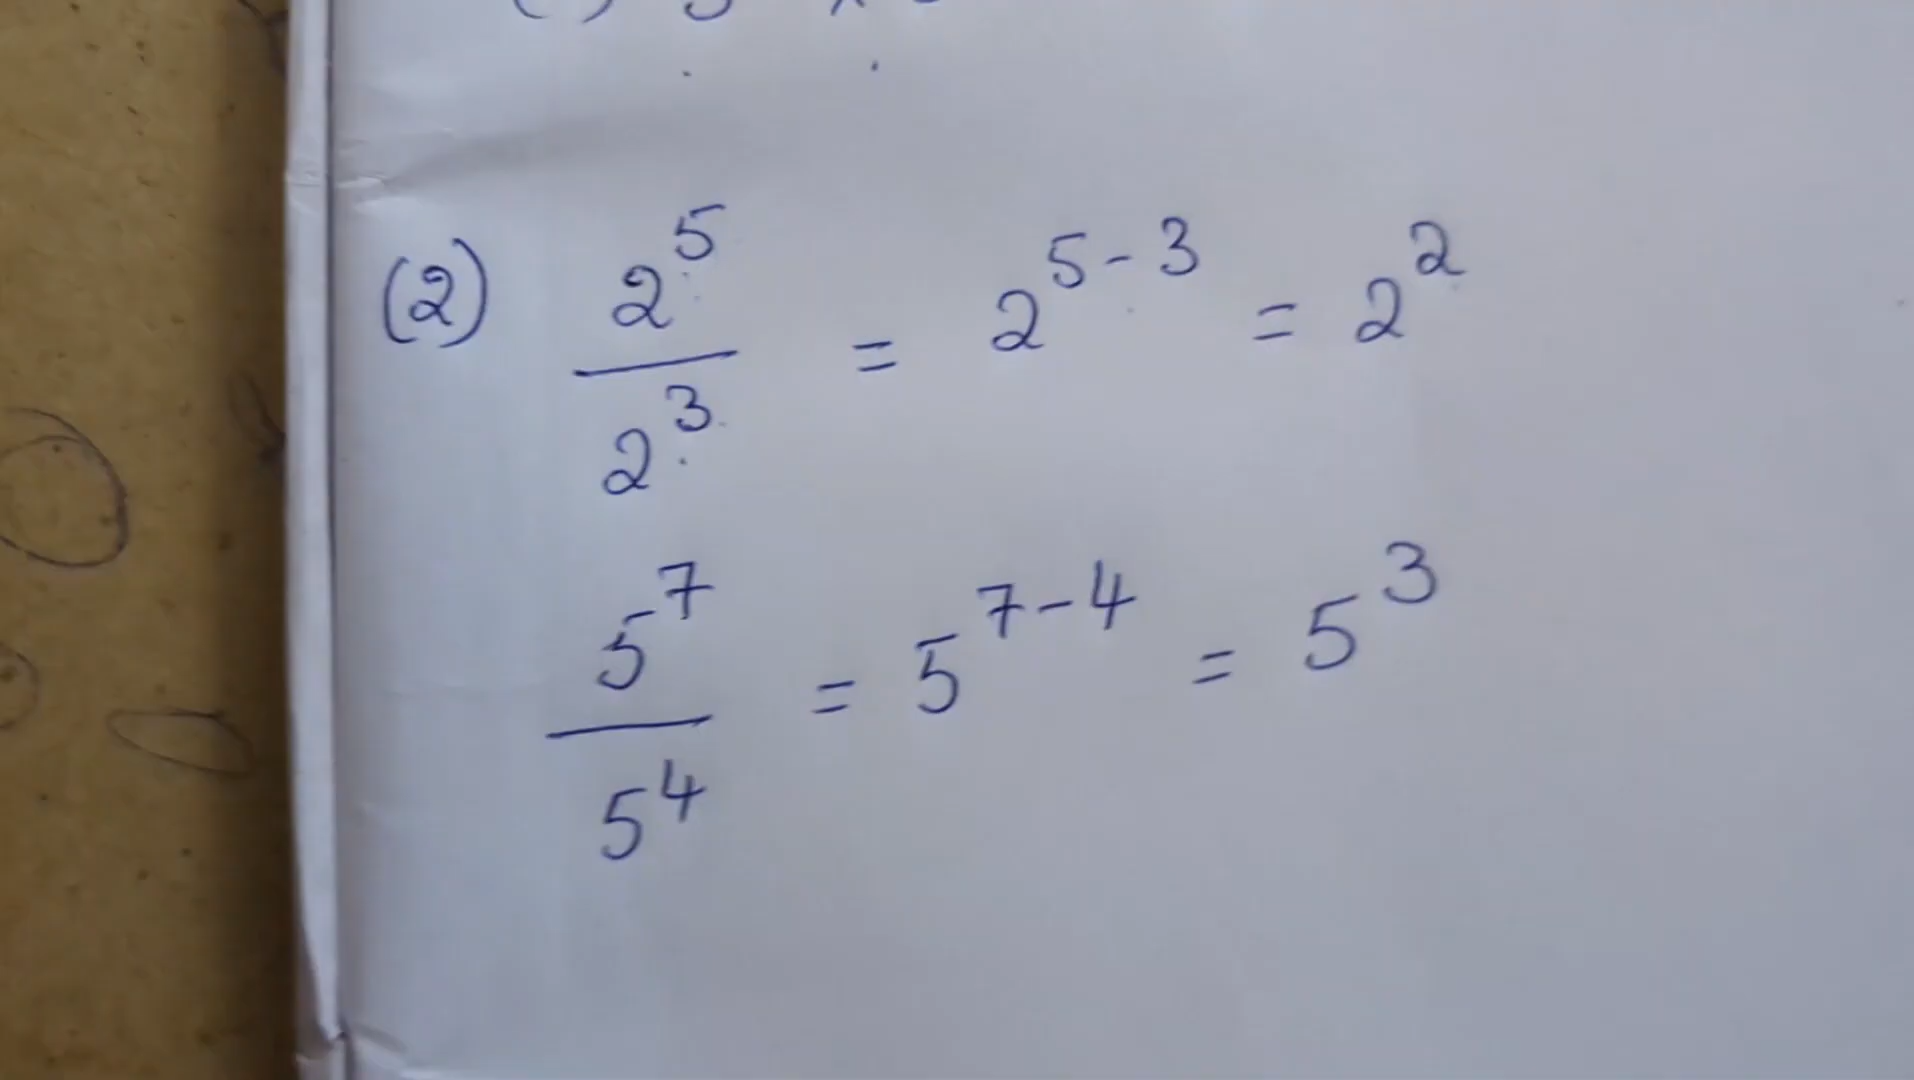 (2) 2^5 / 2^3 = 2^{5-3} = 2^2
5^7 / 5^4 = 5^{7-4} = 5^3